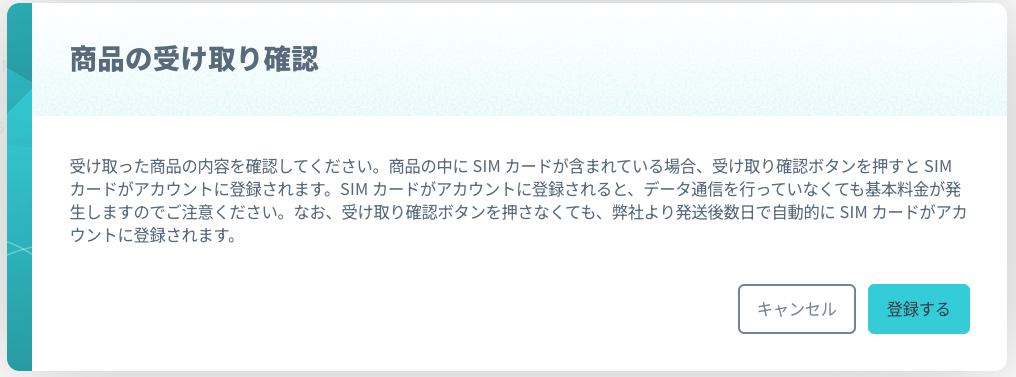 商品の受け取り確認
受け取った商品の内容を確認してください。商品の中に SIM カードが含まれている場合、受け取り確認ボタンを押すと SIM
カードがアカウントに登録されます。SIM カードがアカウントに登録されると、データ通信を行っていなくても基本料金が発
生しますのでご注意ください。なお、受け取り確認ボタンを押さなくても、弊社より発送後数日で自動的に SIM カードがアカ
ウントに登録されます。
キャンセル
登録する